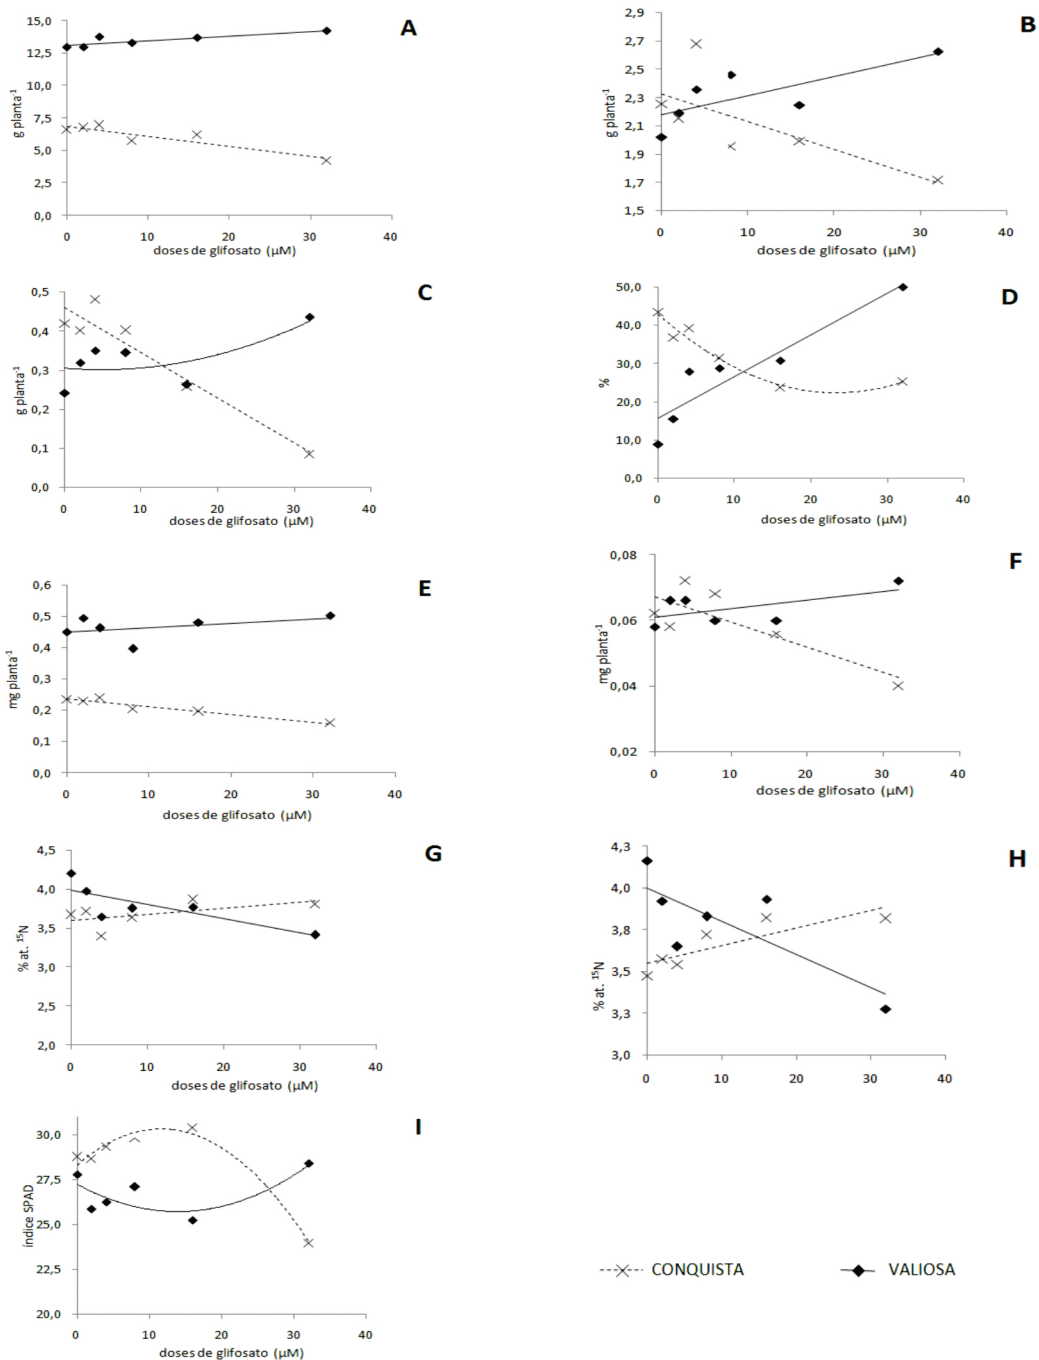 A
15,0
12,5
7,5
5,0
2,5
0,0
g planta⁻¹
0 10 20 30 40
doses de glifosato (µM)
B
2,9
2,7
2,5
2,3
2,1
1,9
1,7
1,5
g planta⁻¹
0 10 20 30 40
doses de glifosato (µM)
C
0,5
0,4
0,3
0,2
0,1
0,0
g planta⁻¹
0 10 20 30 40
doses de glifosato (µM)
D
50,0
40,0
30,0
20,0
10,0
0,0
%
0 10 20 30 40
doses de glifosato (µM)
E
0,6
0,5
0,4
0,3
0,2
0,1
0,0
mg planta⁻¹
0 10 20 30 40
doses de glifosato (µM)
F
0,08
0,06
0,04
0,02
mg planta⁻¹
0 10 20 30 40
doses de glifosato (µM)
G
4,5
4,0
3,5
3,0
2,5
2,0
% at. ¹⁵N
0 10 20 30 40
doses de glifosato (µM)
H
4,3
4,0
3,8
3,5
3,3
3,0
% at. ¹⁵N
0 10 20 30 40
I
30,0
27,5
25,0
22,5
20,0
índice SPAD
0 10 20 30 40
doses de glifosato (µM)
CONQUISTA
VALIOSA